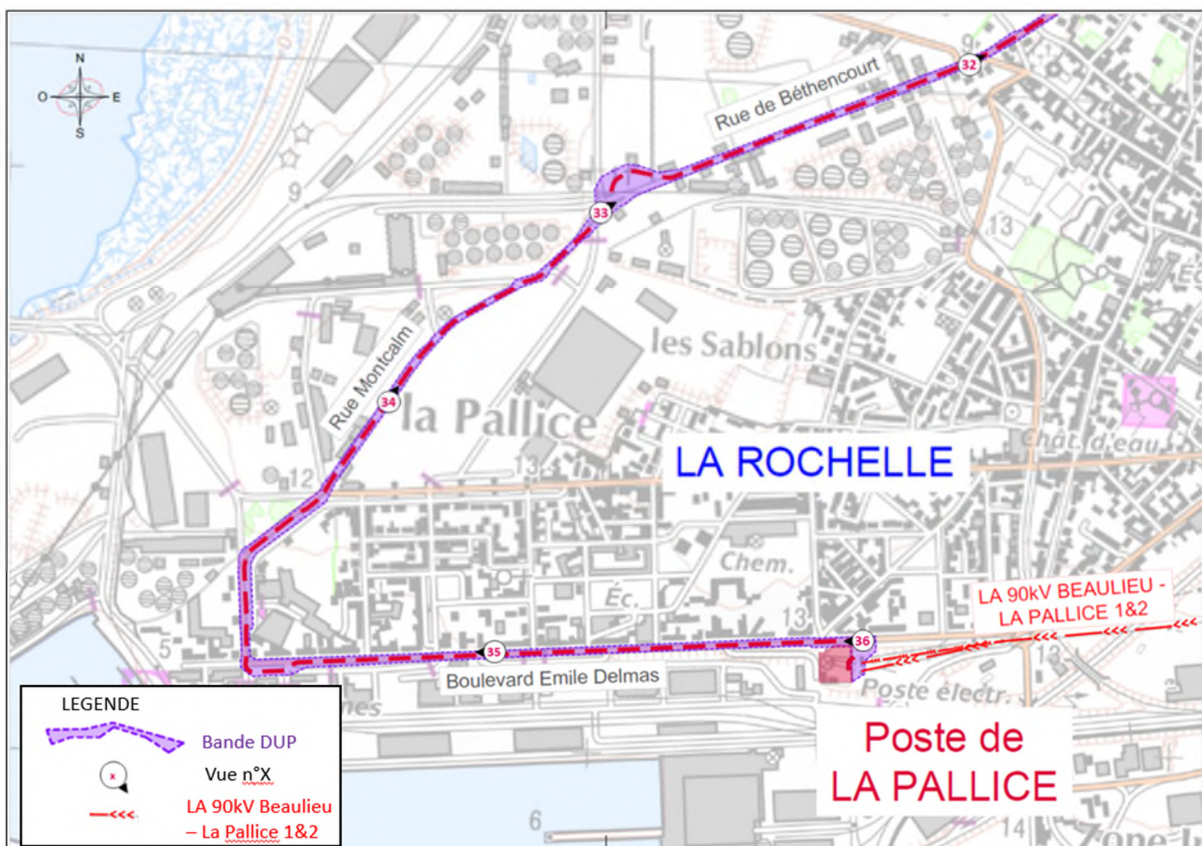 N
O E
S
9
32
Rue de Béthencourt
9
33
13
les Sablons
Rue Montcalm
34
la Pallice
LA ROCHELLE
Chât. d'eau
12
13
Chem.
Éc.
LA 90kV BEAULIEU -
LA PALLICE 1&2
13
36
13
5
35
Boulevard Emile Delmas
Poste électr.
Poste de
LA PALLICE
6
14
LEGENDE
Bande DUP
x
Vue n°X
LA 90kV Beaulieu
– La Pallice 1&2